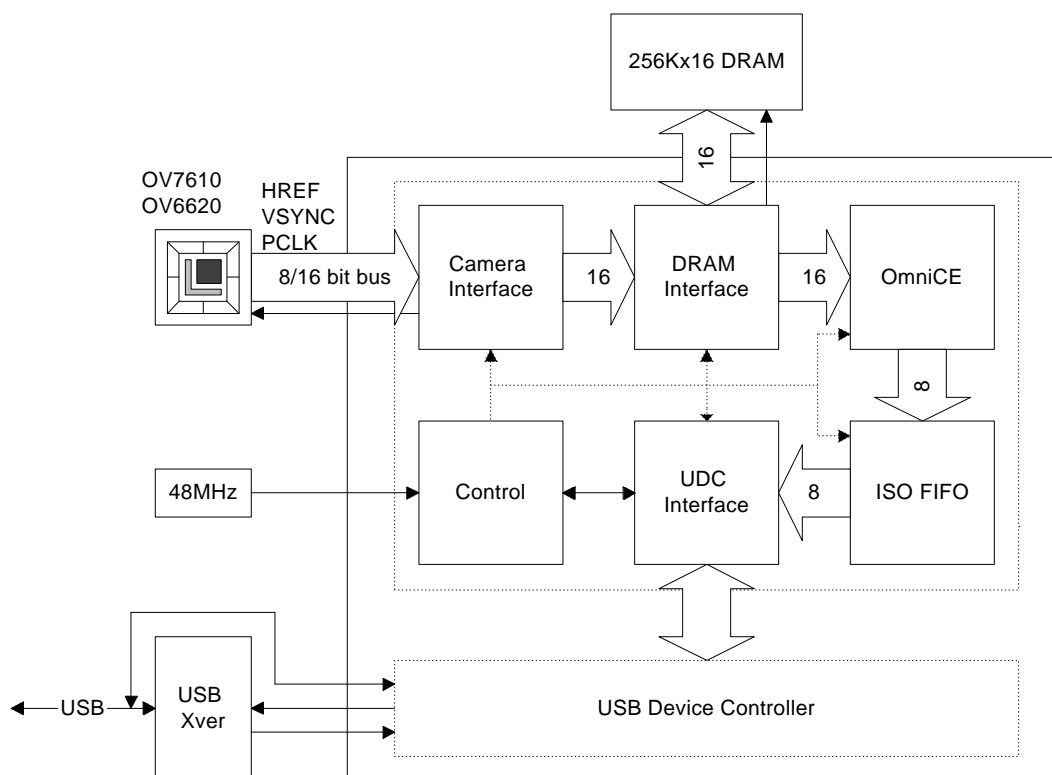 256Kx16 DRAM
16
OV7610
OV6620
HREF
VSYNC
PCLK
8/16 bit bus
Camera
Interface
16
DRAM
Interface
16
OmniCE
8
48MHz
Control
UDC
Interface
8
ISO FIFO
USB
USB
Xver
USB Device Controller